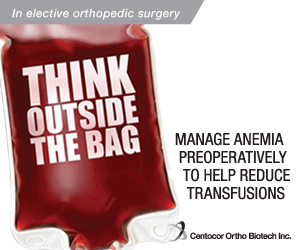 In elective orthopedic surgery
THINK
OUTSIDE
THE BAG
MANAGE ANEMIA
PREOPERATIVELY
TO HELP REDUCE
TRANSFUSIONS
Centocor Ortho Biotech Inc.